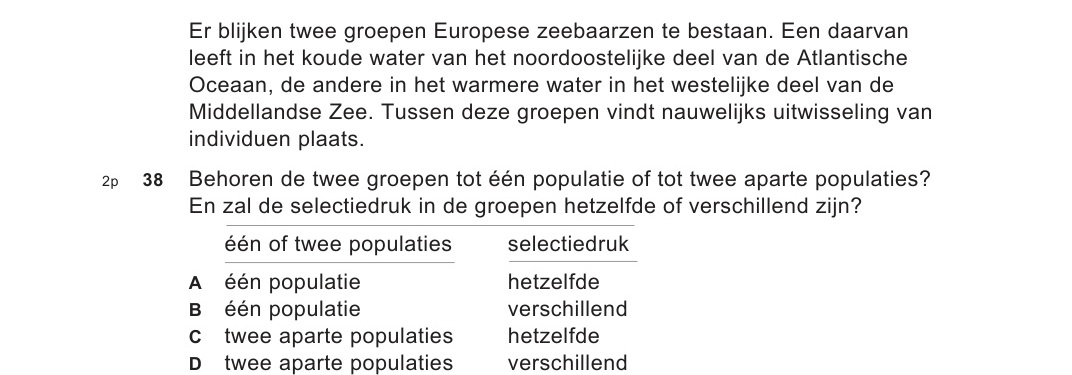 Er blijken twee groepen Europese zeebaarzen te bestaan. Een daarvan
leeft in het koude water van het noordoostelijke deel van de Atlantische
Oceaan, de andere in het warmere water in het westelijke deel van de
Middellandse Zee. Tussen deze groepen vindt nauwelijks uitwisseling van
individuen plaats.
2p 38 Behoren de twee groepen tot één populatie of tot twee aparte populaties?
En zal de selectiedruk in de groepen hetzelfde of verschillend zijn?
één of twee populaties selectiedruk
A één populatie hetzelfde
B één populatie verschillend
C twee aparte populaties hetzelfde
D twee aparte populaties verschillend